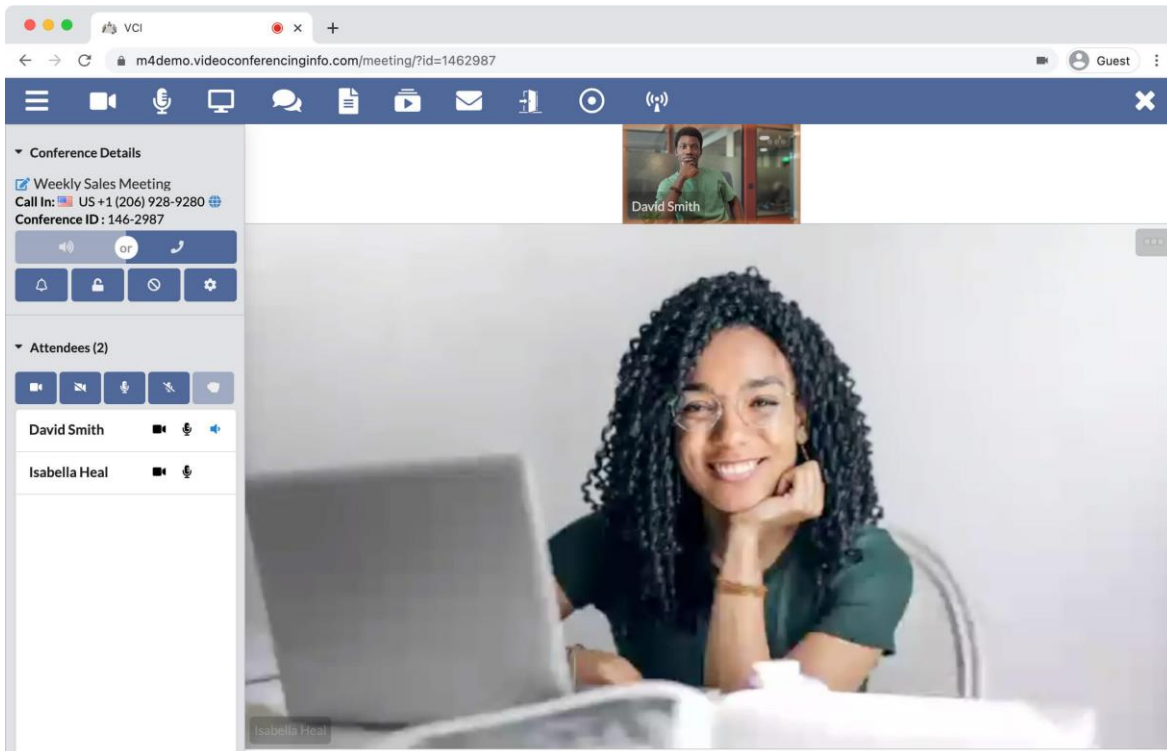 VCI
m4demo.videoconferencinginfo.com/meeting/?id=1462987
Guest
Conference Details
Weekly Sales Meeting
Call In: US +1 (206) 928-9280
Conference ID : 146-2987
or
Attendees (2)
David Smith
Isabella Heal
David Smith
Isabella Heal